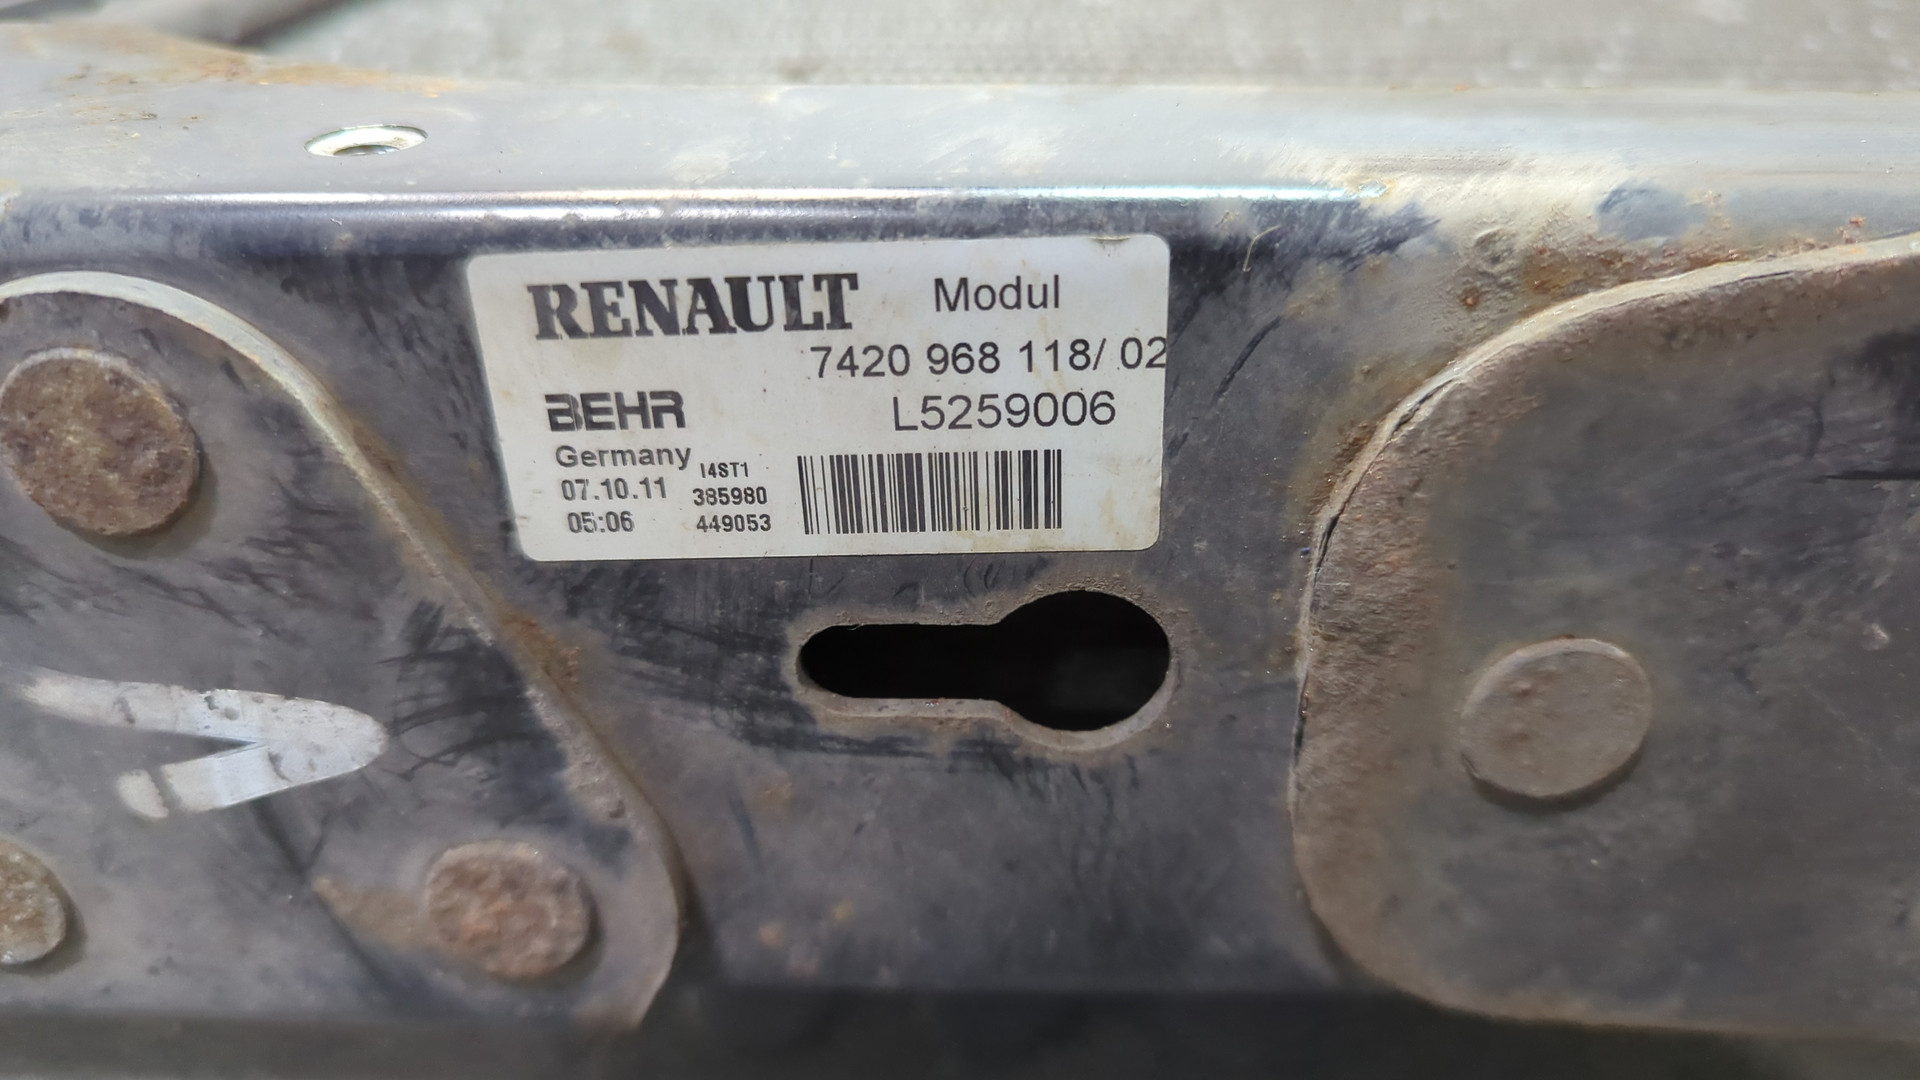 RENAULT Modul
7420 968 118/ 02
BEHR L5259006
Germany I4ST1
07.10.11 385980
05:06 449053